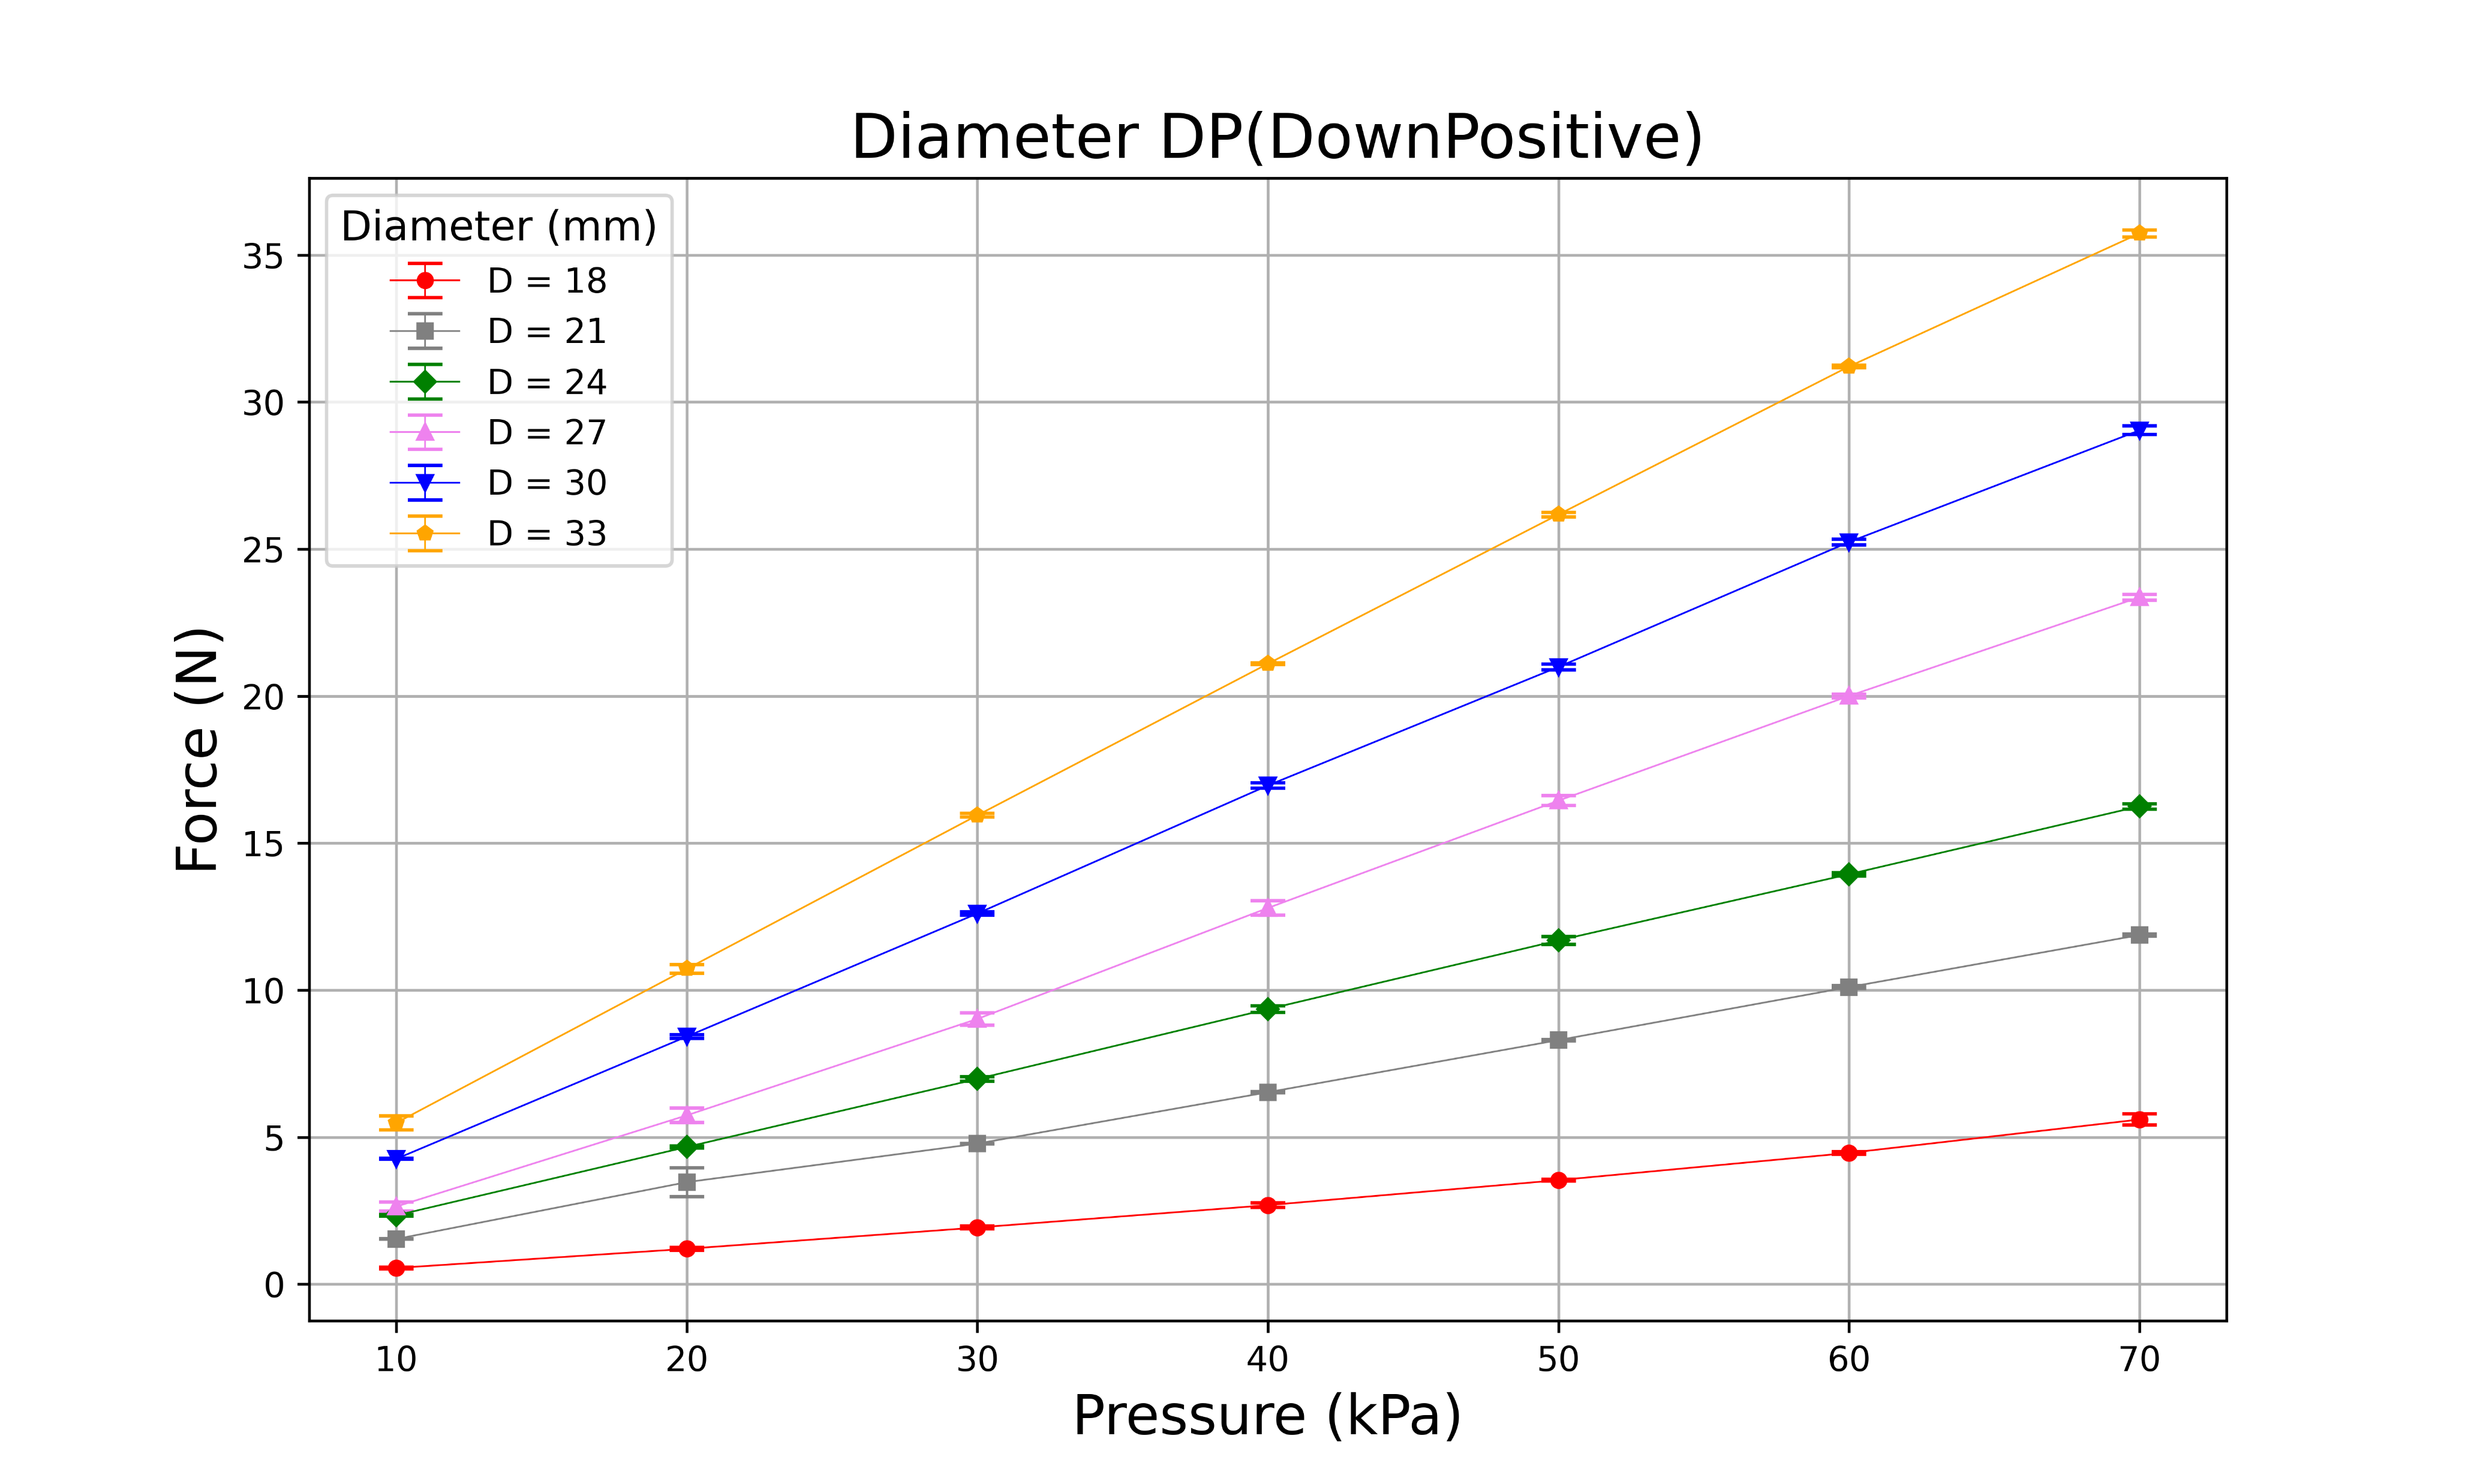 Diameter DP(DownPositive)
Diameter (mm)
D = 18
D = 21
D = 24
D = 27
D = 30
D = 33
35
30
25
20
15
10
5
0
Force (N)
10 20 30 40 50 60 70
Pressure (kPa)